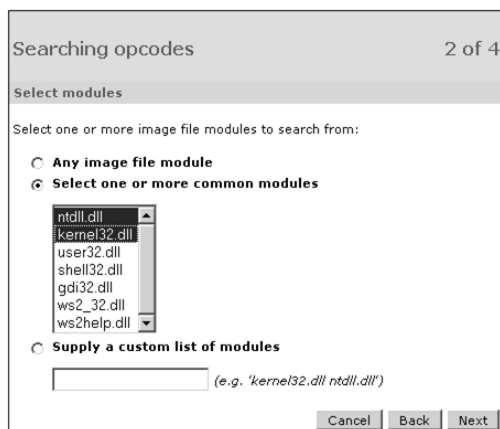 Searching opcodes 2 of 4
Select modules
Select one or more image file modules to search from:
Any image file module
Select one or more common modules
ntdll.dll
kernel32.dll
user32.dll
shell32.dll
gdi32.dll
ws2_32.dll
ws2help.dll
Supply a custom list of modules
(e.g. 'kernel32.dll ntdll.dll')
Cancel Back Next